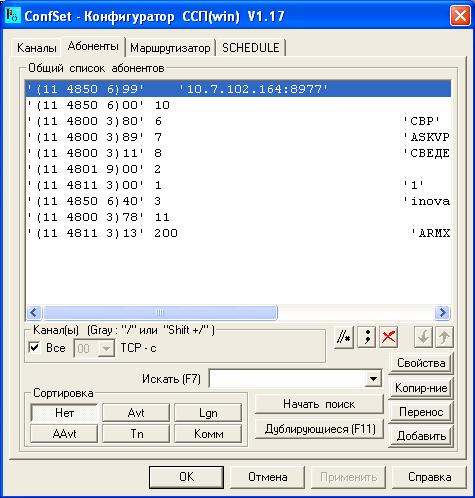 ConfSet - Конфигуратор ССП(win) V1.17
Каналы Абоненты Маршрутизатор SCHEDULE
Общий список абонентов
'(11 4850 6)99' '10.7.102.164:8977'
'(11 4850 6)00' 10
'(11 4800 3)80' 6 'СВР'
'(11 4800 3)89' 7 'ASKVP
'(11 4800 3)11' 8 'СВЕДЕ
'(11 4801 9)00' 2
'(11 4811 3)00' 1 '1'
'(11 4850 6)40' 3 'inova
'(11 4800 3)78' 11
'(11 4811 3)13' 200 'ARMX
Канал(ы) (Gray : "/" или "Shift +/" )
Все 00 TCP - с
//* ;
Свойства
Искать (F7)
Копир-ние
Сортировка
Начать поиск
Перенос
Нет Avt Lgn
Дублирующиеся (F11)
Добавить
AAvt Tn Комм
OK Отмена Применить Справка